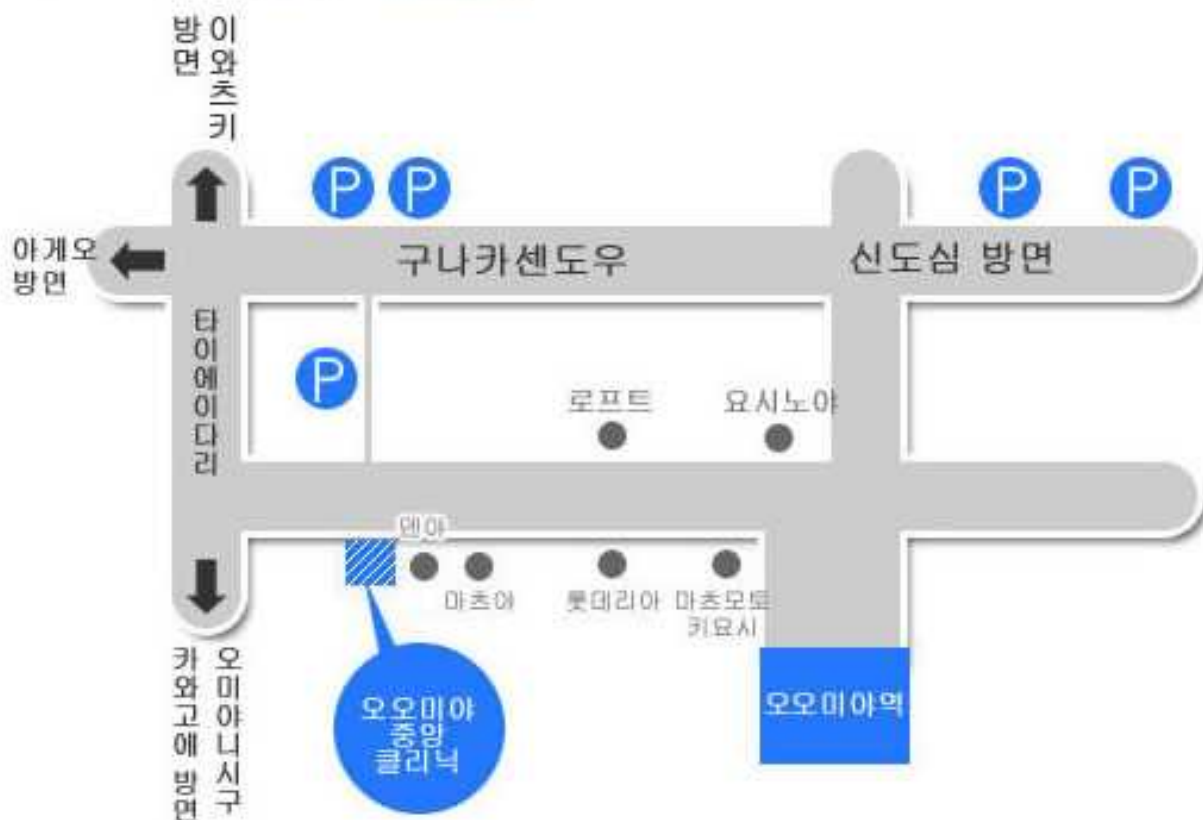 이와츠키
방면
P
P
P
P
아게오
방면
구나카센도우
신도심 방면
타이에이다리
P
로프트
요시노야
덴야
마츠야
롯데리아
마츠모토
키요시
오미야니시구
카와고에 방면
오오미야
중앙
클리닉
오오미야역